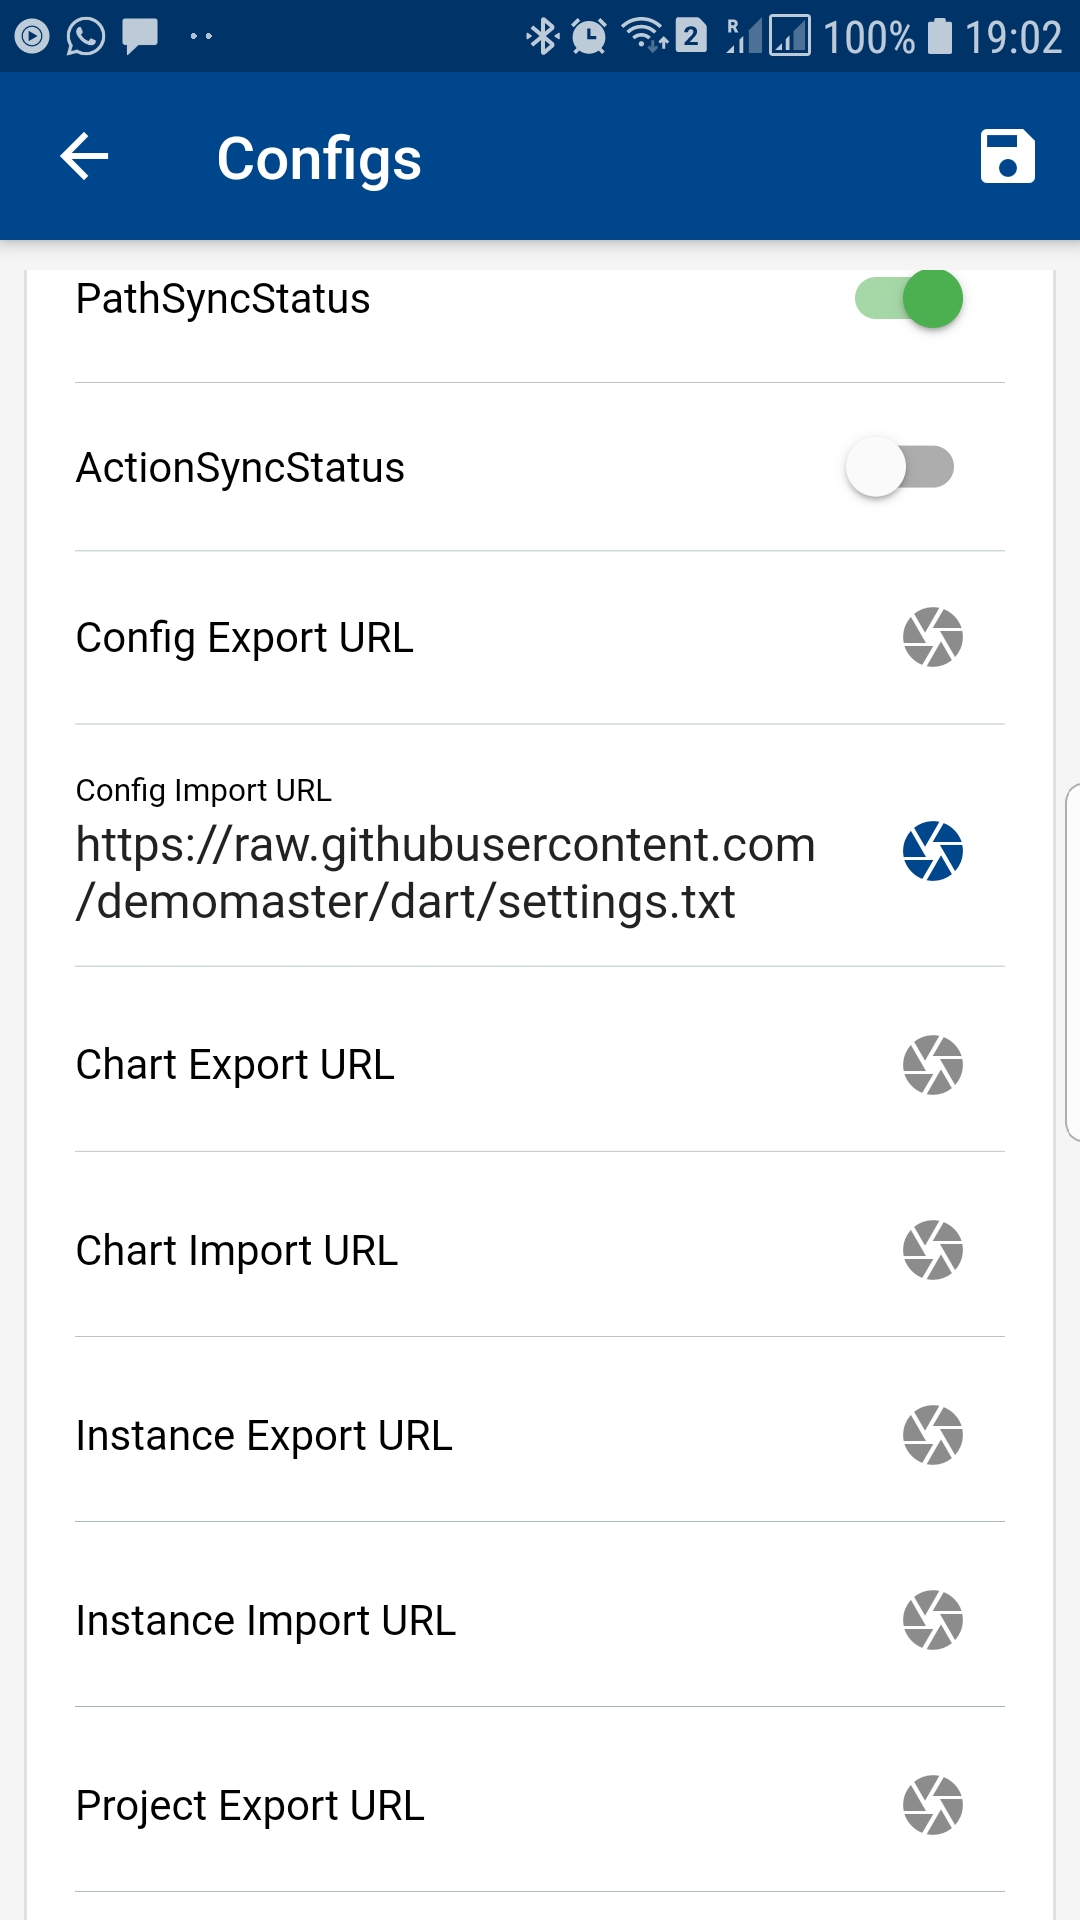 2 R 100% 19:02
Configs
PathSyncStatus
ActionSyncStatus
Config Export URL
Config Import URL
https://raw.githubusercontent.com
/demomaster/dart/settings.txt
Chart Export URL
Chart Import URL
Instance Export URL
Instance Import URL
Project Export URL